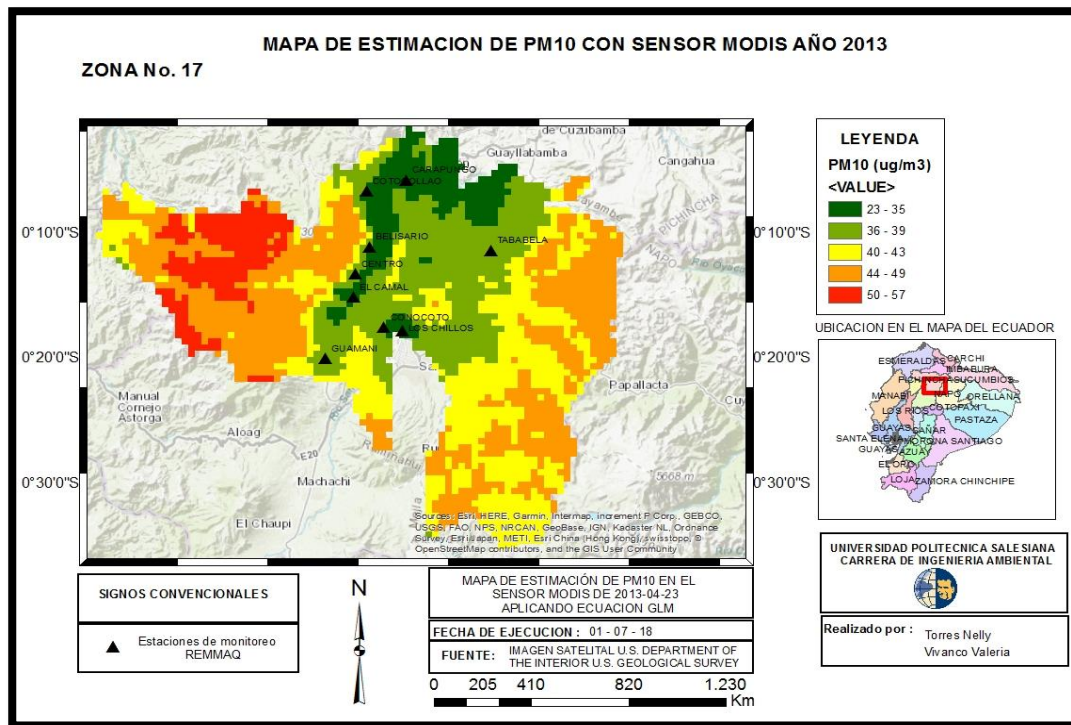 MAPA DE ESTIMACION DE PM10 CON SENSOR MODIS AÑO 2013
ZONA No. 17
de Cuzubamba
Guayllabamba
Cangahua
CARAPUNGO
COTOCOLLAO
PICHINCHA
NAPO
BELISARIO
TABABELA
CENTRO
EL CAMAL
CONOCOTO
LOS CHILLOS
GUAMANI
Papallacta
Manual
Cornejo
Astorga
Aloag
E20
Machachi
El Chaupi
5668 m
0°10'0"S
0°10'0"S
0°20'0"S
0°20'0"S
0°30'0"S
0°30'0"S
Sources: Esri, HERE, Garmin, Intermap, increment P Corp., GEBCO,
USGS, FAO, NPS, NRCAN, GeoBase, IGN, Kadaster NL, Ordnance
Survey, Esri Japan, METI, Esri China (Hong Kong), swisstopo, ©
OpenStreetMap contributors, and the GIS User Community
LEYENDA
PM10 (ug/m3)
<VALUE>
23 - 35
36 - 39
40 - 43
44 - 49
50 - 57
UBICACION EN EL MAPA DEL ECUADOR
ESMERALDAS
CARCHI
IMBABURA
SUCUMBIOS
NAPO
ORELLANA
MANABI
COTOPAXI
LOS RIOS
PASTAZA
GUAYAS
CAÑAR
SANTA ELENA
MORONA SANTIAGO
GUAYAS
AZUAY
EL ORO
LOJA
ZAMORA CHINCHIPE
SIGNOS CONVENCIONALES
Estaciones de monitoreo
REMMAQ
N
MAPA DE ESTIMACIÓN DE PM10 EN EL
SENSOR MODIS DE 2013-04-23
APLICANDO ECUACION GLM
FECHA DE EJECUCION : 01 - 07 - 18
FUENTE: IMAGEN SATELITAL U.S. DEPARTMENT OF
THE INTERIOR U.S. GEOLOGICAL SURVEY
0 205 410 820 1.230
Km
UNIVERSIDAD POLITECNICA SALESIANA
CARRERA DE INGENIERIA AMBIENTAL
Realizado por : Torres Nelly
Vivanco Valeria